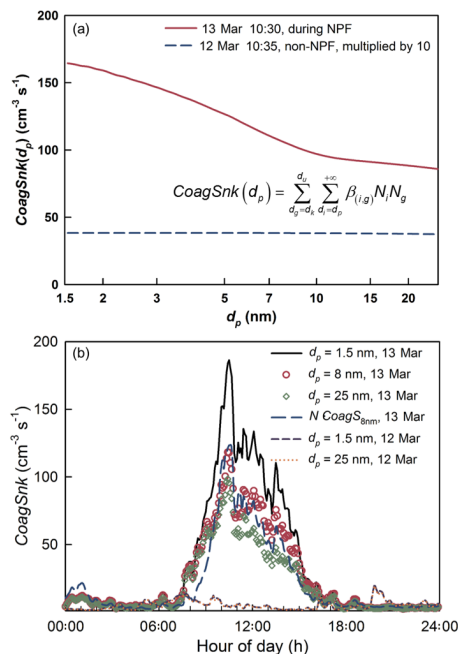 (a)
13 Mar 10:30, during NPF
12 Mar 10:35, non-NPF, multiplied by 10
CoagSnk(dp) (cm-3 s-1)
200
150
100
50
0
CoagSnk(dp) = ∑_{dg=dk}^{du} ∑_{di=dp}^{+∞} β(i,g) Ni Ng
1.5 2 3 5 7 10 15 20
dp (nm)
(b)
dp = 1.5 nm, 13 Mar
dp = 8 nm, 13 Mar
dp = 25 nm, 13 Mar
N CoagS8nm, 13 Mar
dp = 1.5 nm, 12 Mar
dp = 25 nm, 12 Mar
CoagSnk (cm-3 s-1)
200
150
100
50
00:00 06:00 12:00 18:00 24:00
Hour of day (h)